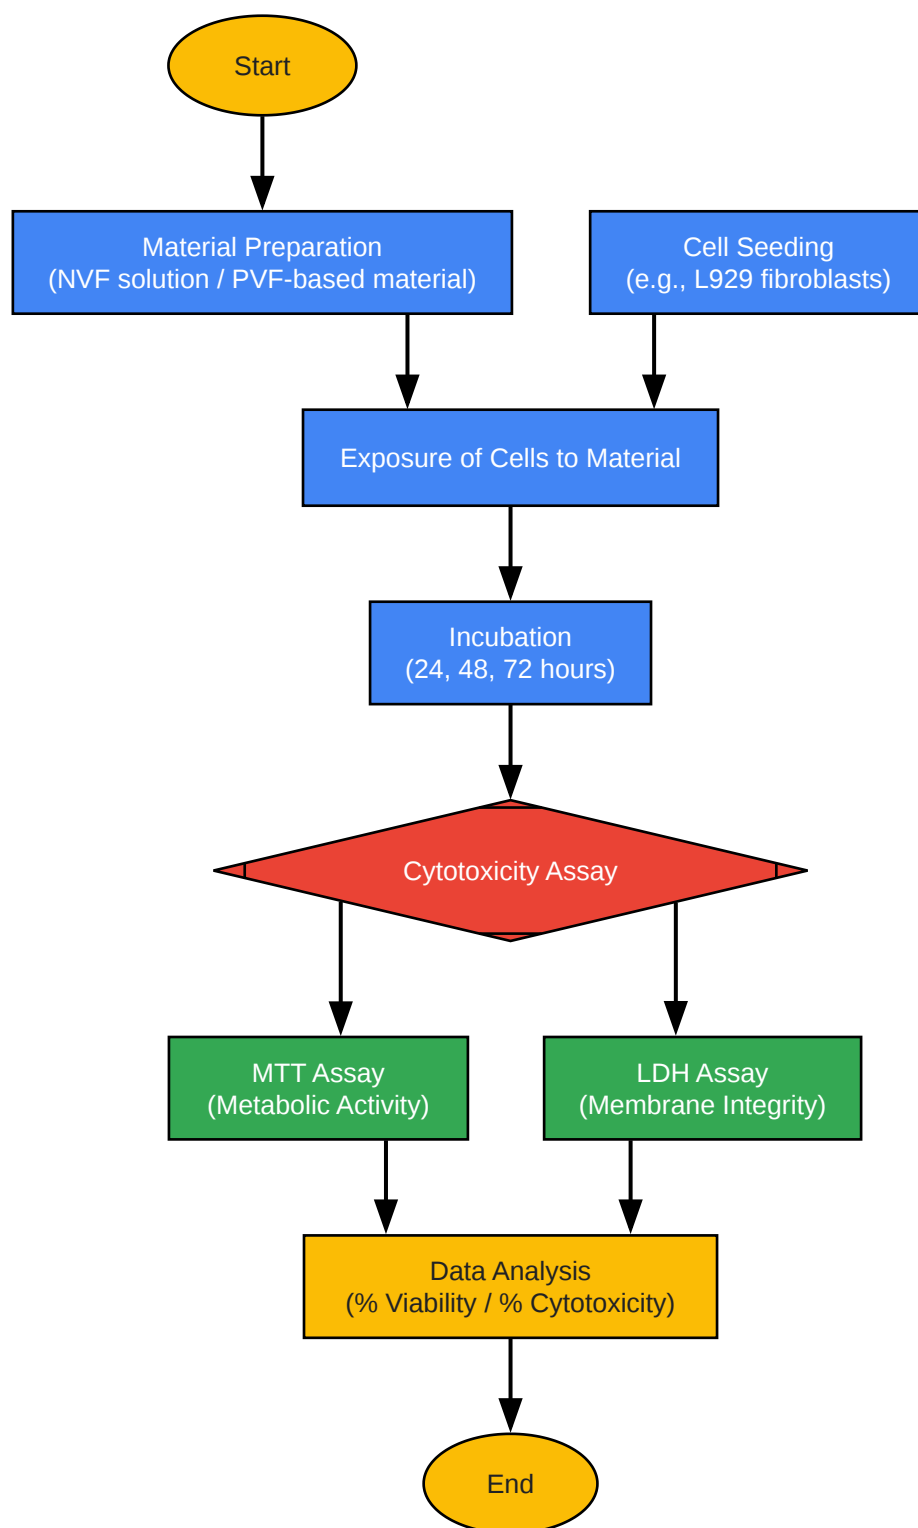 Start
Material Preparation
(NVF solution / PVF-based material)
Cell Seeding
(e.g., L929 fibroblasts)
Exposure of Cells to Material
Incubation
(24, 48, 72 hours)
Cytotoxicity Assay
MTT Assay
(Metabolic Activity)
LDH Assay
(Membrane Integrity)
Data Analysis
(% Viability / % Cytotoxicity)
End